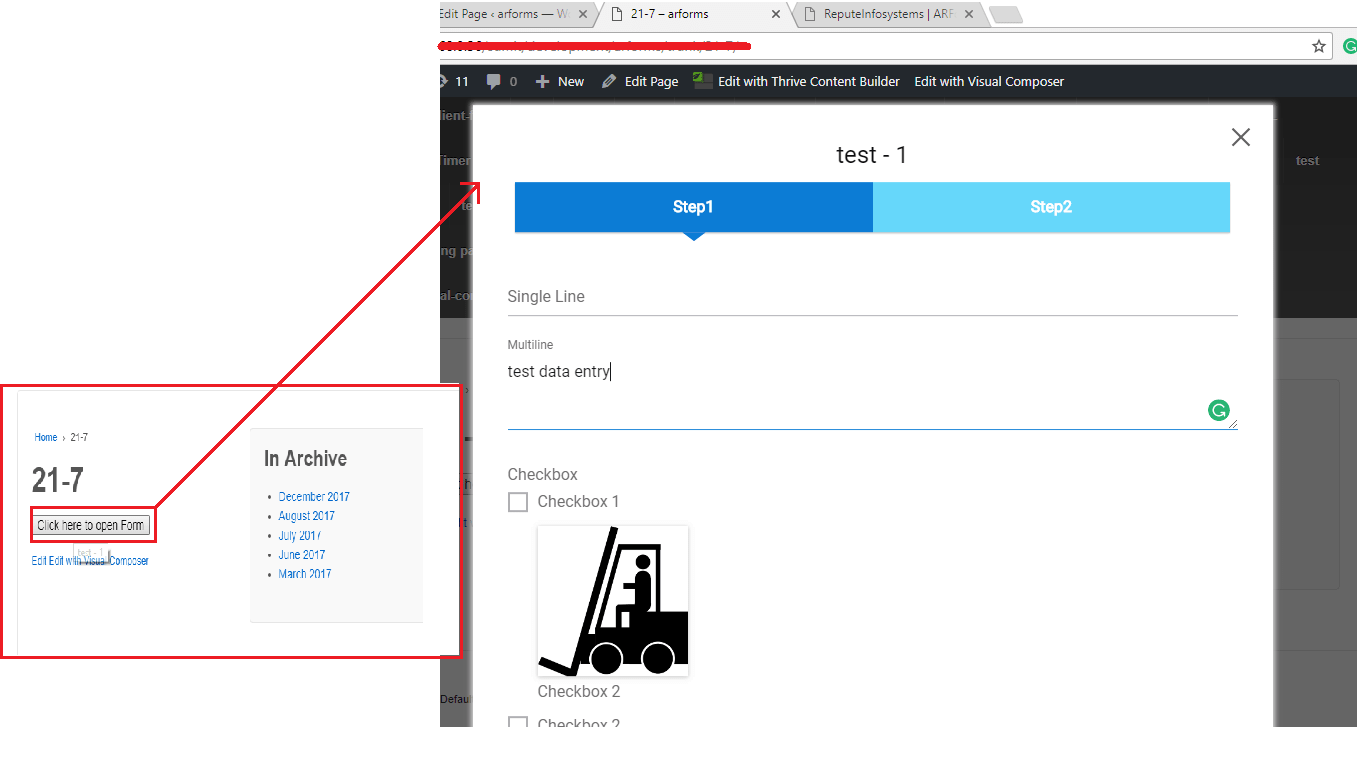 Edit Page ‹ arforms — W
21-7 – arforms
ReputeInfosystems | ARF
11
0
New
Edit Page
Edit with Thrive Content Builder
Edit with Visual Composer
test
test - 1
Step1
Step2
Single Line
Multiline
test data entry
Checkbox
Checkbox 1
Checkbox 2
Checkbox 2
Home › 21-7
21-7
Click here to open Form
test - 1
Edit Edit with Visual Composer
In Archive
December 2017
August 2017
July 2017
June 2017
March 2017